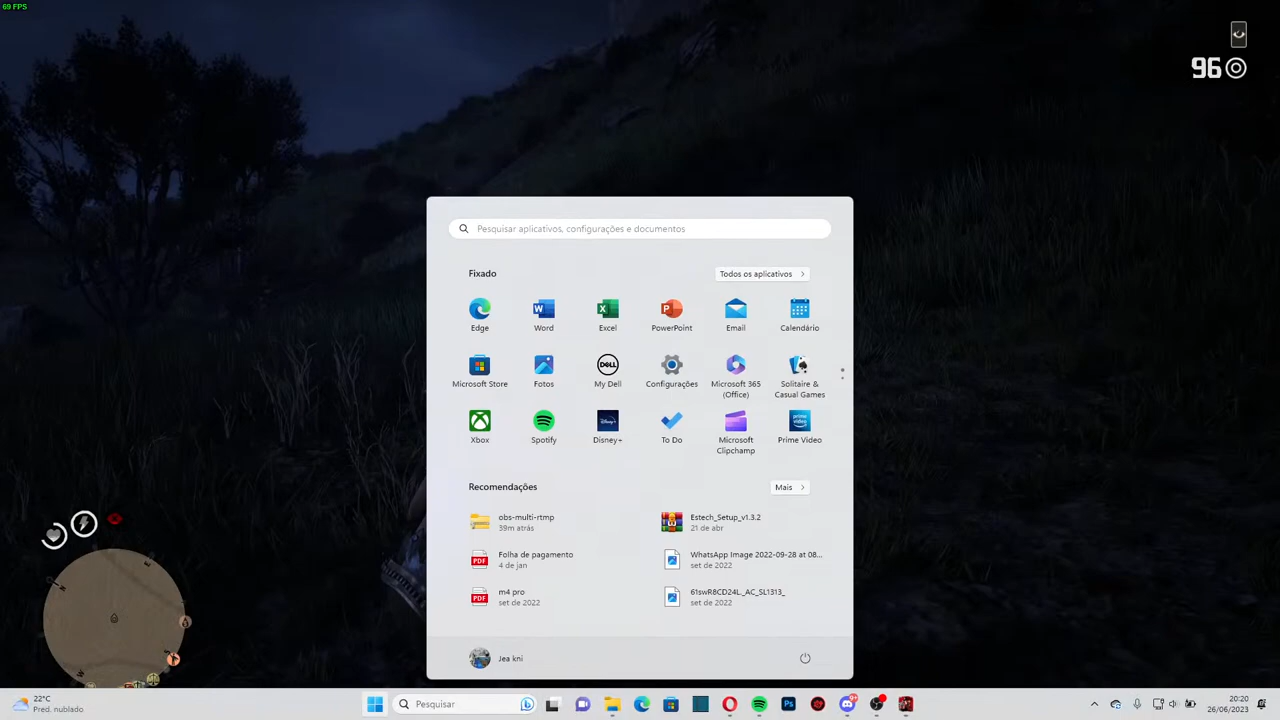 69 FPS
96
Pesquisar aplicativos, configurações e documentos
Fixado
Todos os aplicativos
Edge
Word
Excel
PowerPoint
Email
Calendário
Microsoft Store
Fotos
My Dell
Configurações
Microsoft 365
(Office)
Solitaire &
Casual Games
Xbox
Spotify
Disney+
To Do
Microsoft
Clipchamp
Prime Video
Recomendações
Mais
obs-multi-rtmp
39m atrás
Estech_Setup_v1.3.2
21 de abr
Folha de pagamento
4 de jan
WhatsApp Image 2022-09-28 at 08...
set de 2022
m4 pro
set de 2022
61swR8CD24L._AC_SL1313_
set de 2022
Jea kni
22°C
Pred. nublado
Pesquisar
20:20
26/06/2023